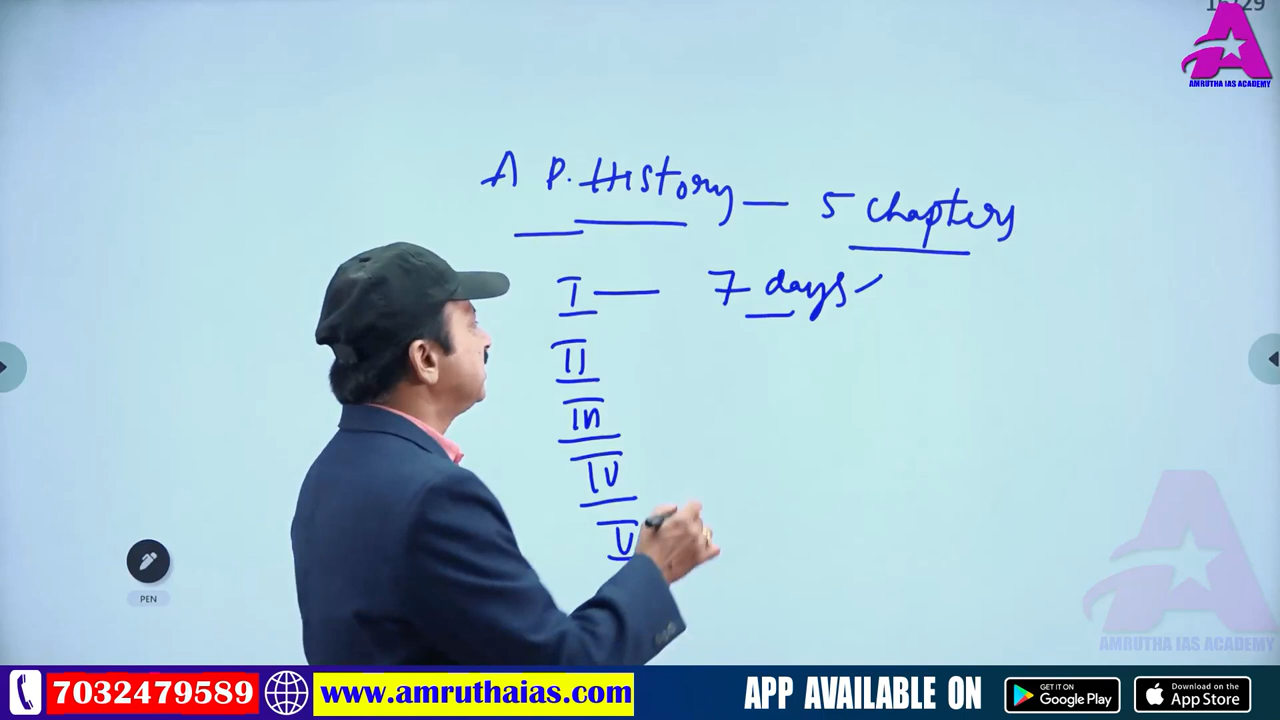 AMRUTHA IAS ACADEMY
A P. History — 5 chapters
I — 7 days
II
III
IV
V
PEN
AMRUTHA IAS ACADEMY
7032479589
www.amruthaias.com
APP AVAILABLE ON
GET IT ON
Google Play
Download on the
App Store